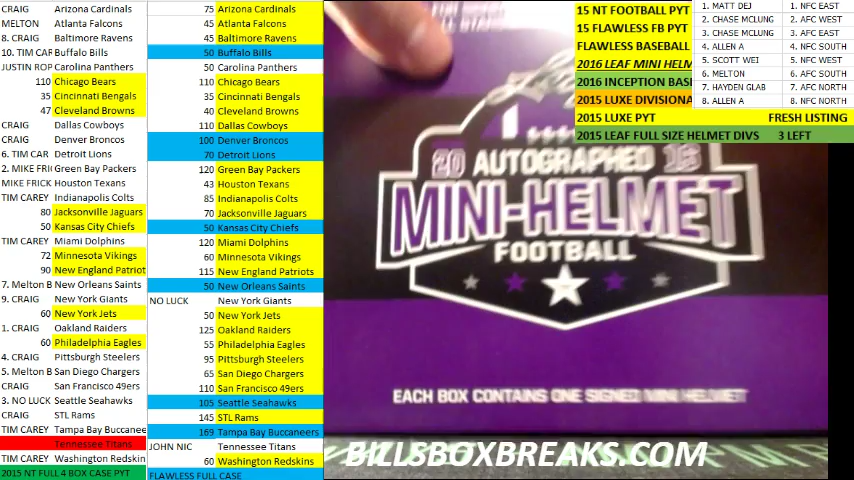 CRAIG Arizona Cardinals
MELTON Atlanta Falcons
8. CRAIG Baltimore Ravens
10. TIM CAR Buffalo Bills
JUSTIN ROP Carolina Panthers
110 Chicago Bears
35 Cincinnati Bengals
47 Cleveland Browns
CRAIG Dallas Cowboys
CRAIG Denver Broncos
6. TIM CAR Detroit Lions
2. MIKE FRI Green Bay Packers
MIKE FRICK Houston Texans
TIM CAREY Indianapolis Colts
80 Jacksonville Jaguars
50 Kansas City Chiefs
TIM CAREY Miami Dolphins
72 Minnesota Vikings
90 New England Patriot
7. Melton B New Orleans Saints
9. CRAIG New York Giants
60 New York Jets
1. CRAIG Oakland Raiders
60 Philadelphia Eagles
4. CRAIG Pittsburgh Steelers
5. Melton B San Diego Chargers
CRAIG San Francisco 49ers
3. NO LUCK Seattle Seahawks
CRAIG STL Rams
TIM CAREY Tampa Bay Buccanee
Tennessee Titans
TIM CAREY Washington Redskin
2015 NT FULL 4 BOX CASE PYT
75 Arizona Cardinals
45 Atlanta Falcons
45 Baltimore Ravens
50 Buffalo Bills
50 Carolina Panthers
110 Chicago Bears
35 Cincinnati Bengals
40 Cleveland Browns
110 Dallas Cowboys
100 Denver Broncos
70 Detroit Lions
120 Green Bay Packers
43 Houston Texans
85 Indianapolis Colts
70 Jacksonville Jaguars
50 Kansas City Chiefs
120 Miami Dolphins
60 Minnesota Vikings
115 New England Patriots
50 New Orleans Saints
NO LUCK New York Giants
50 New York Jets
125 Oakland Raiders
55 Philadelphia Eagles
95 Pittsburgh Steelers
65 San Diego Chargers
110 San Francisco 49ers
105 Seattle Seahawks
145 STL Rams
169 Tampa Bay Buccaneers
JOHN NIC Tennessee Titans
60 Washington Redskins
FLAWLESS FULL CASE
15 NT FOOTBALL PYT
15 FLAWLESS FB PYT
FLAWLESS BASEBALL
2016 LEAF MINI HELM
2016 INCEPTION BASI
2015 LUXE DIVISIONA
2015 LUXE PYT FRESH LISTING
2015 LEAF FULL SIZE HELMET DIVS 3 LEFT
1. MATT DEJ 1. NFC EAST
2. CHASE MCLUNG 2. AFC WEST
3. CHASE MCLUNG 3. AFC EAST
4. ALLEN A 4. NFC SOUTH
5. SCOTT WEI 5. NFC WEST
6. MELTON 6. AFC SOUTH
7. HAYDEN GLAB 7. AFC NORTH
8. ALLEN A 8. NFC NORTH
20 AUTOGRAPHED 16
MINI-HELMET
FOOTBALL
EACH BOX CONTAINS ONE SIGNED MINI HELMET
BILLSBOXBREAKS.COM